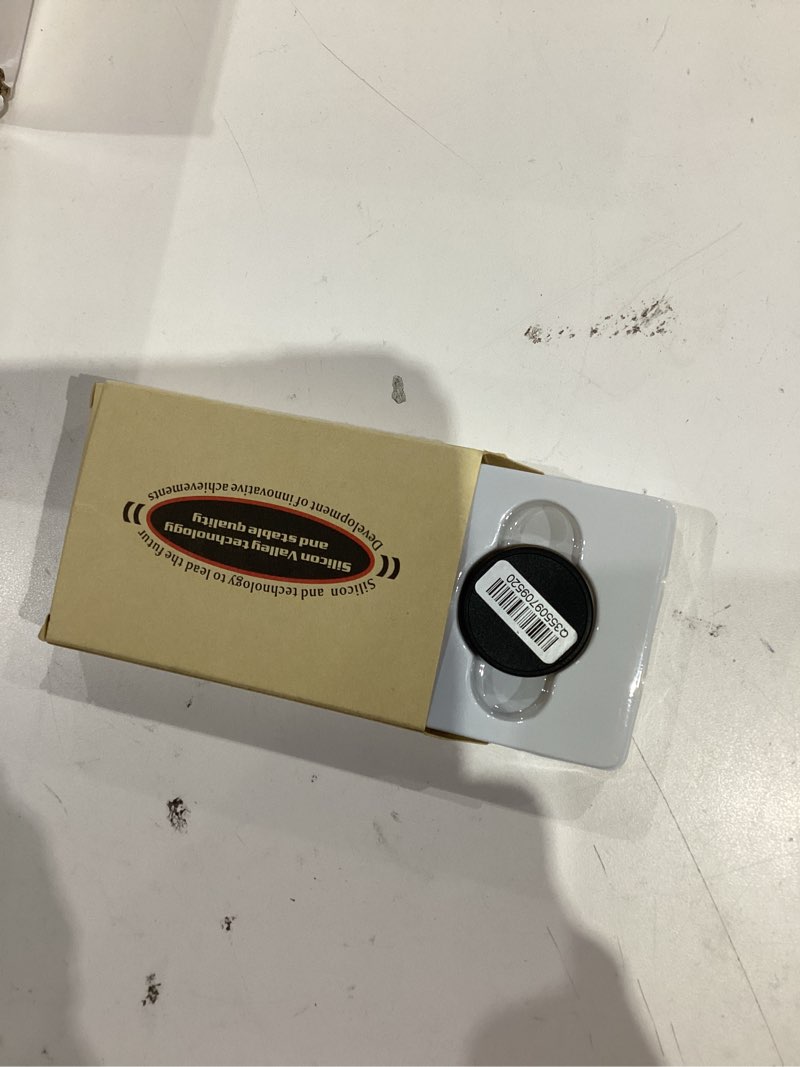 Silicon and technology to lead the futur
Silicon Valley technology
and stable quality
Development of innovative achievements
Q35509709520